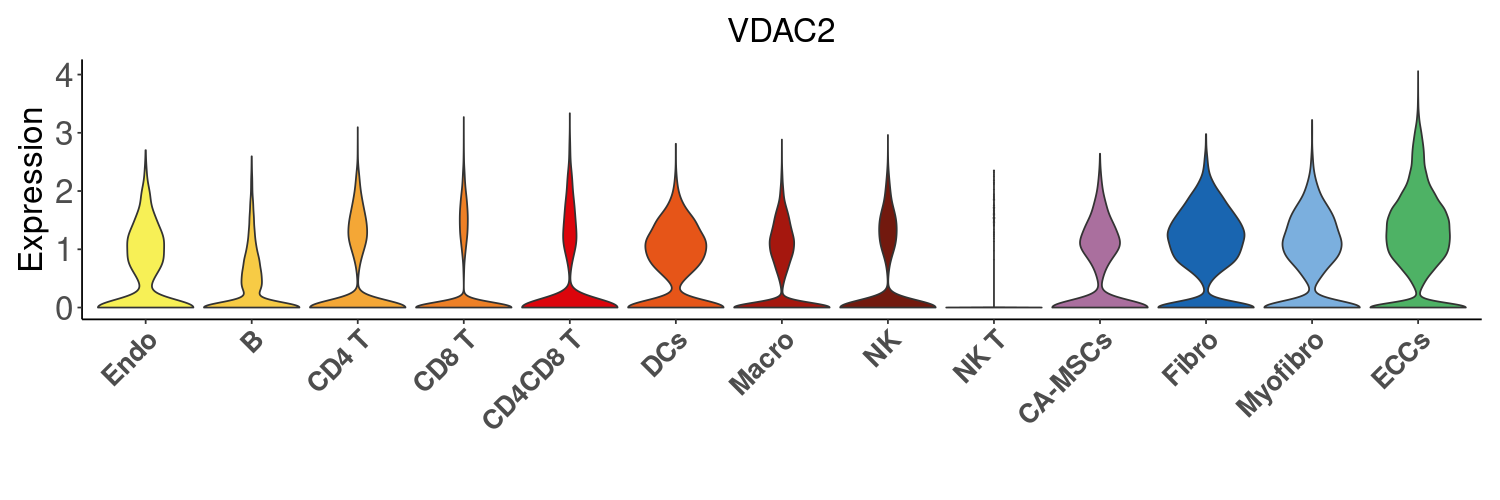 VDAC2
Expression
4
3
2
1
0
Endo
B
CD4 T
CD8 T
CD4CD8 T
DCs
Macro
NK
NK T
CA-MSCs
Fibro
Myofibro
ECCs